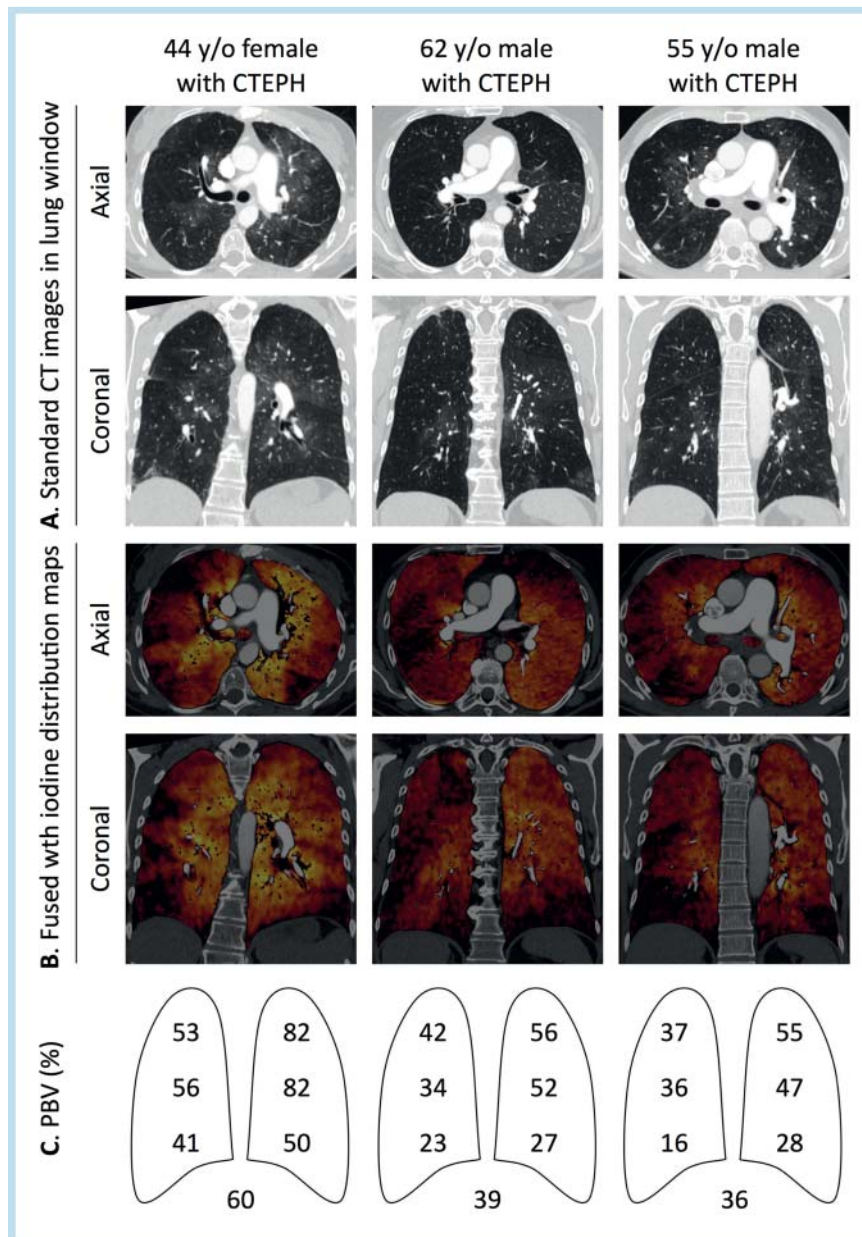 44 y/o female
with CTEPH
62 y/o male
with CTEPH
55 y/o male
with CTEPH
A. Standard CT images in lung window
Axial
Coronal
B. Fused wth iodine distribution maps
Axial
Coronal
C. PBV (%)
53 82
56 82
41 50
60
42 56
34 52
23 27
39
37 55
36 47
16 28
36